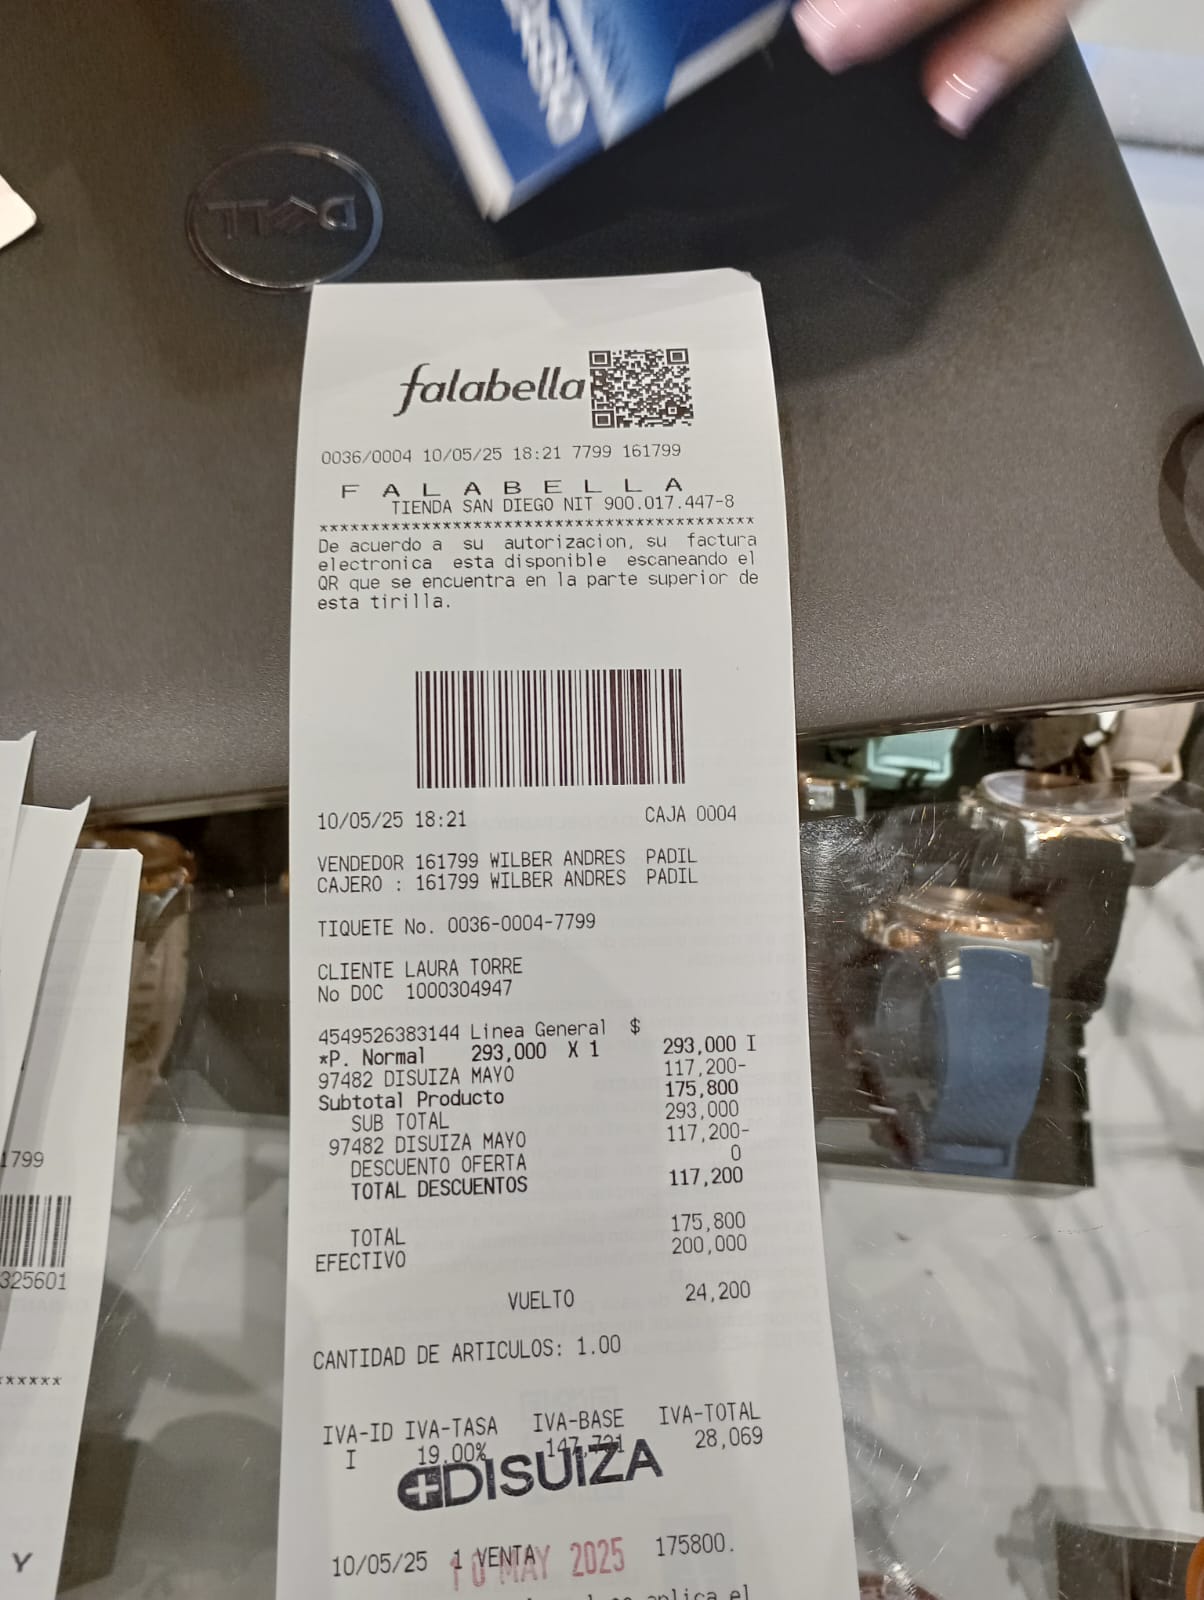 DELL
falabella
0036/0004 10/05/25 18:21 7799 161799
F A L A B E L L A
TIENDA SAN DIEGO NIT 900.017.447-8
******************************************
De acuerdo a su autorizacion, su factura
electronica esta disponible escaneando el
QR que se encuentra en la parte superior de
esta tirilla.
10/05/25 18:21 CAJA 0004
VENDEDOR 161799 WILBER ANDRES PADIL
CAJERO : 161799 WILBER ANDRES PADIL
TIQUETE No. 0036-0004-7799
CLIENTE LAURA TORRE
No DOC 1000304947
4549526383144 Linea General $
*P. Normal 293,000 X 1 293,000 I
97482 DISUIZA MAYO 117,200-
Subtotal Producto 175,800
SUB TOTAL 293,000
97482 DISUIZA MAYO 117,200-
DESCUENTO OFERTA 0
TOTAL DESCUENTOS 117,200
TOTAL 175,800
EFECTIVO 200,000
VUELTO 24,200
CANTIDAD DE ARTICULOS: 1.00
IVA-ID IVA-TASA IVA-BASE IVA-TOTAL
I 19.00% 147,731 28,069
DISUIZA
10/05/25 1 VENTA 175800.
10 MAY 2025
aplica el
1799
325601
******
Y